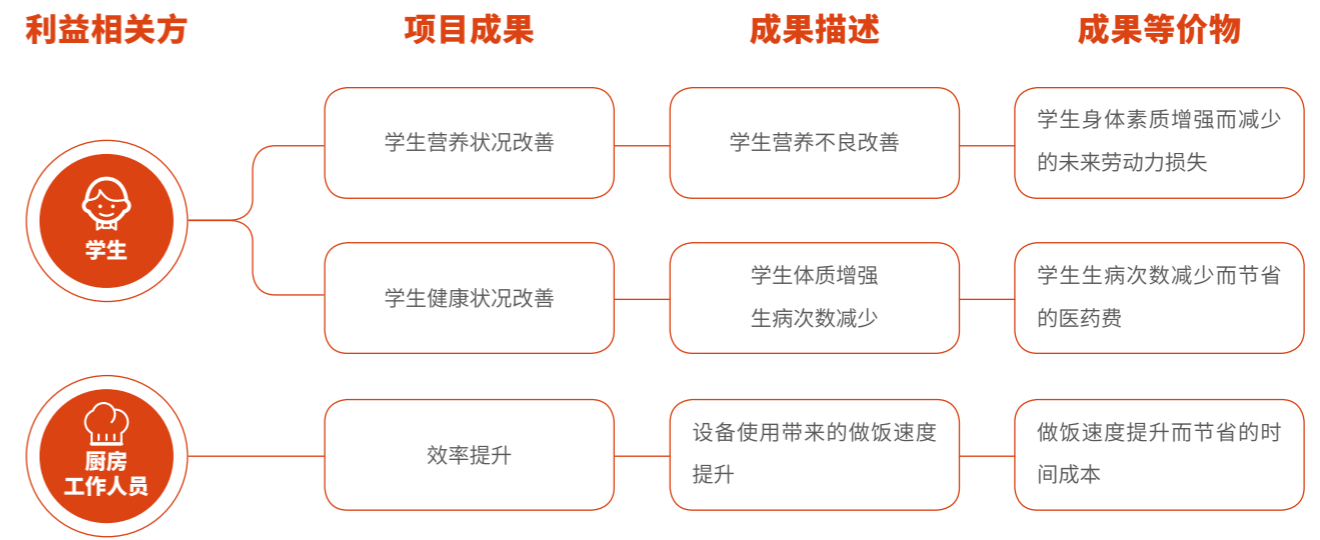 利益相关方
项目成果
成果描述
成果等价物
学生
学生营养状况改善
学生营养不良改善
学生身体素质增强而减少
的未来劳动力损失
学生健康状况改善
学生体质增强
生病次数减少
学生生病次数减少而节省
的医药费
厨房
工作人员
效率提升
设备使用带来的做饭速度
提升
做饭速度提升而节省的时
间成本